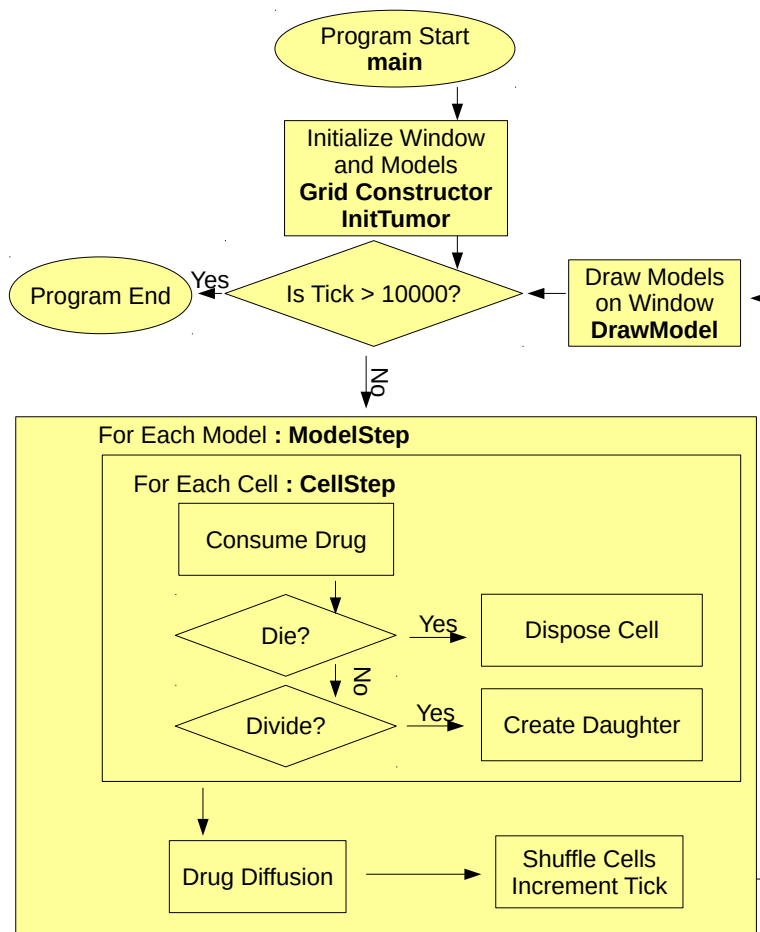 Program Start
main
Initialize Window
and Models
Grid Constructor
InitTumor
Is Tick > 10000?
Yes
Program End
Draw Models
on Window
DrawModel
No
For Each Model : ModelStep
For Each Cell : CellStep
Consume Drug
Die?
Yes
Dispose Cell
No
Divide?
Yes
Create Daughter
Drug Diffusion
Shuffle Cells
Increment Tick